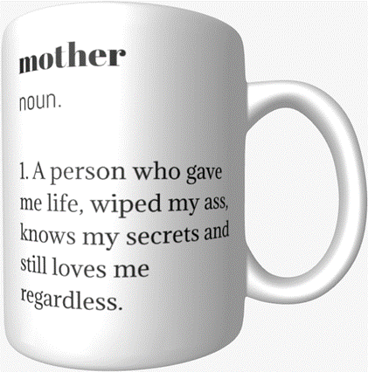 mother
noun.
1. A person who gave
me life, wiped my ass,
knows my secrets and
still loves me
regardless.